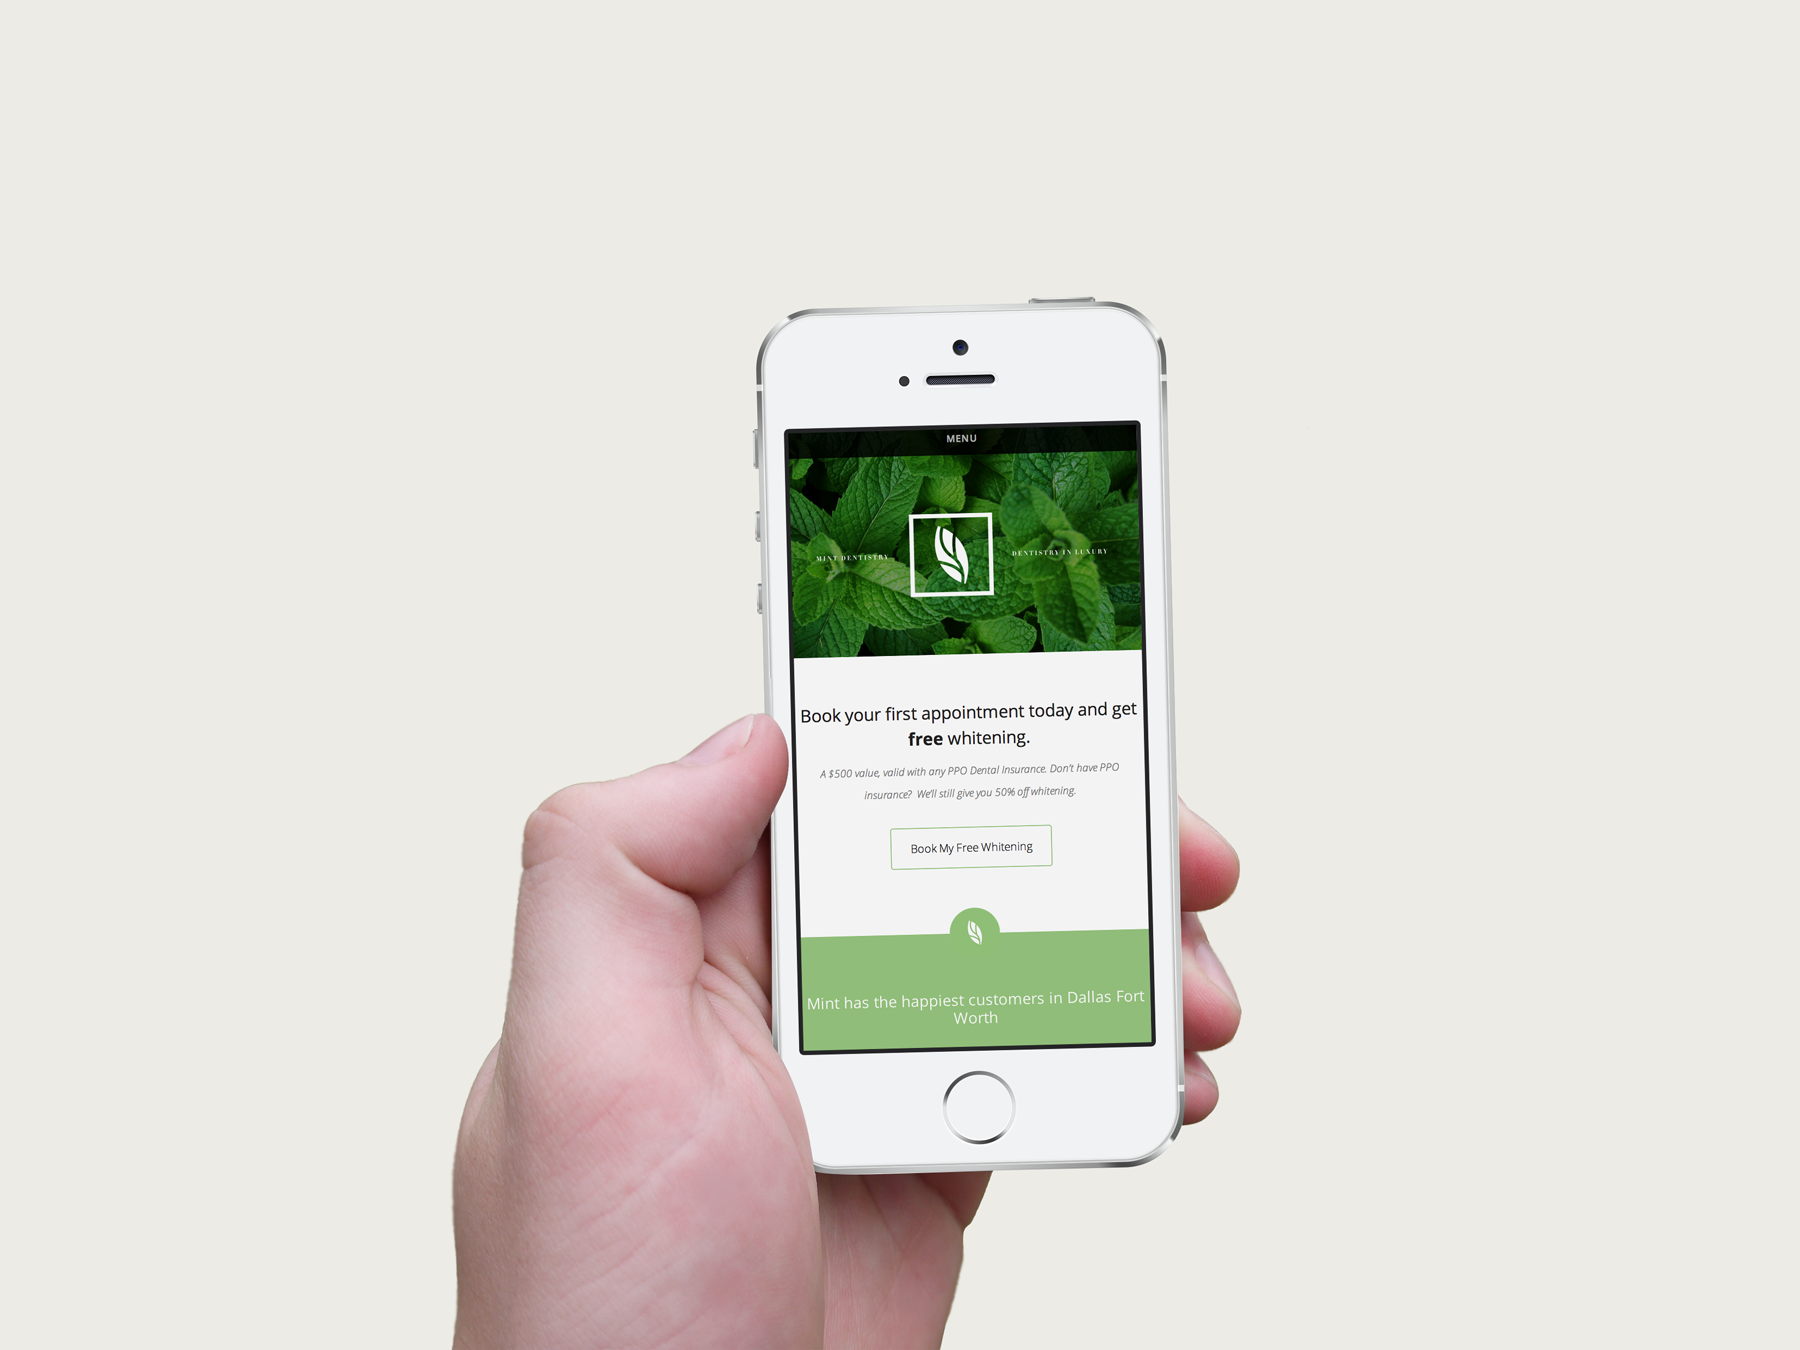 MENU
MINT DENTISTRY
DENTISTRY IN LUXURY
Book your first appointment today and get
free whitening.
A $500 value, valid with any PPO Dental Insurance. Don't have PPO
insurance? We'll still give you 50% off whitening.
Book My Free Whitening
Mint has the happiest customers in Dallas Fort
Worth